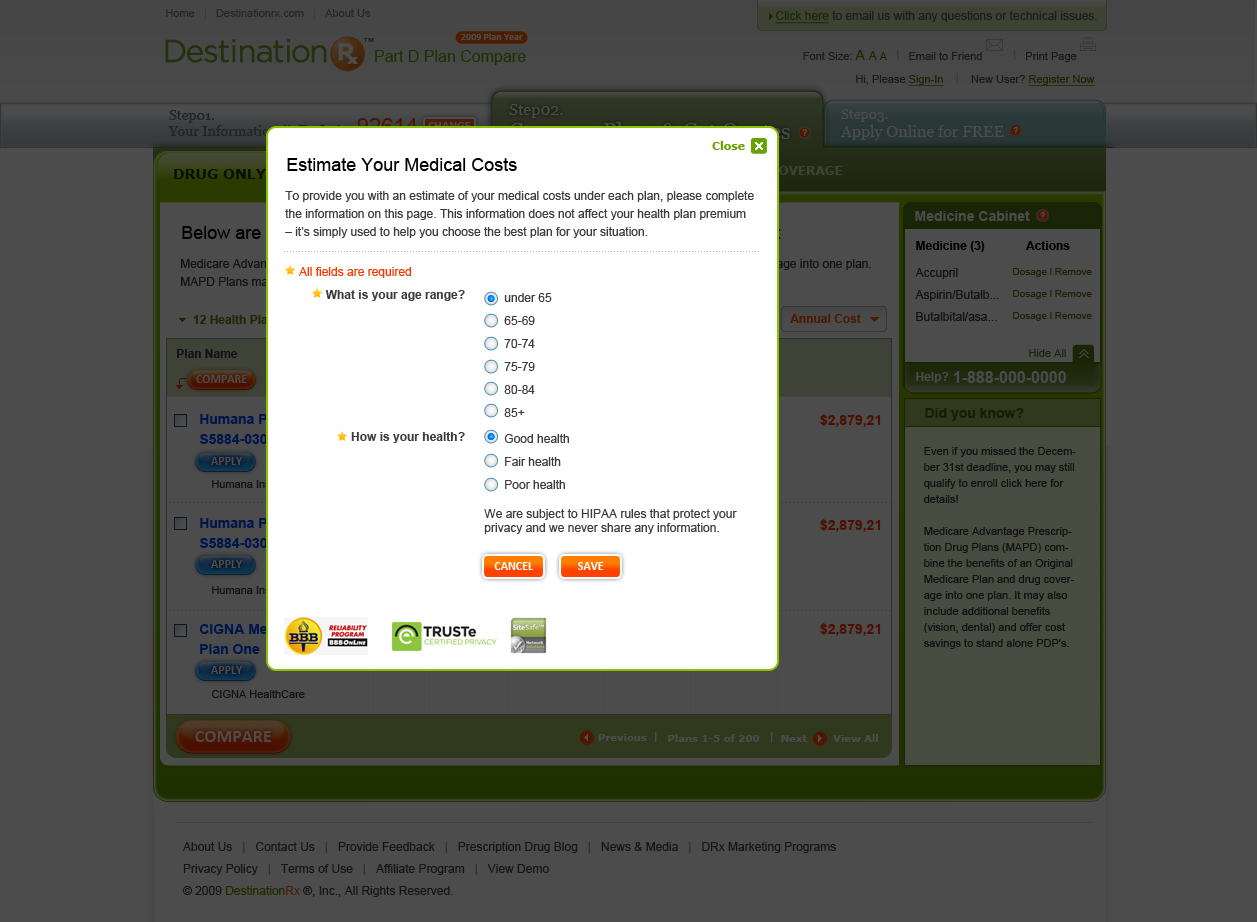 Home | Destinationrx.com | About Us
Click here to email us with any questions or technical issues.
DestinationRx™ Part D Plan Compare
2009 Plan Year
Font Size: A A A | Email to Friend | Print Page
Hi, Please Sign-In | New User? Register Now
Step01.
Your Informati
92614 CHANGE
Step02.
Step03.
Apply Online for FREE ?
DRUG ONLY
OVERAGE
Close
Estimate Your Medical Costs
To provide you with an estimate of your medical costs under each plan, please complete
the information on this page. This information does not affect your health plan premium
– it's simply used to help you choose the best plan for your situation.
All fields are required
What is your age range?
under 65
65-69
70-74
75-79
80-84
85+
How is your health?
Good health
Fair health
Poor health
We are subject to HIPAA rules that protect your
privacy and we never share any information.
CANCEL
SAVE
BBB
RELIABILITY
PROGRAM
BBBOnLine
TRUSTe
CERTIFIED PRIVACY
SiteSafe™
Network
Solutions
Below are
Medicare Advan
age into one plan.
MAPD Plans ma
12 Health Pla
Annual Cost
Plan Name
COMPARE
Humana P
S5884-030
APPLY
Humana In
$2,879,21
Humana P
S5884-030
APPLY
Humana In
$2,879,21
CIGNA Me
Plan One
APPLY
CIGNA HealthCare
$2,879,21
COMPARE
Previous | Plans 1-5 of 200 | Next View All
Medicine Cabinet ?
Medicine (3) Actions
Accupril Dosage I Remove
Aspirin/Butalb... Dosage I Remove
Butalbital/asa... Dosage I Remove
Hide All
Help? 1-888-000-0000
Did you know?
Even if you missed the Decem-
ber 31st deadline, you may still
qualify to enroll click here for
details!
Medicare Advantage Prescrip-
tion Drug Plans (MAPD) com-
bine the benefits of an Original
Medicare Plan and drug cover-
age into one plan. It may also
include additional benefits
(vision, dental) and offer cost
savings to stand alone PDP's.
About Us | Contact Us | Provide Feedback | Prescription Drug Blog | News & Media | DRx Marketing Programs
Privacy Policy | Terms of Use | Affiliate Program | View Demo
© 2009 DestinationRx ®, Inc., All Rights Reserved.